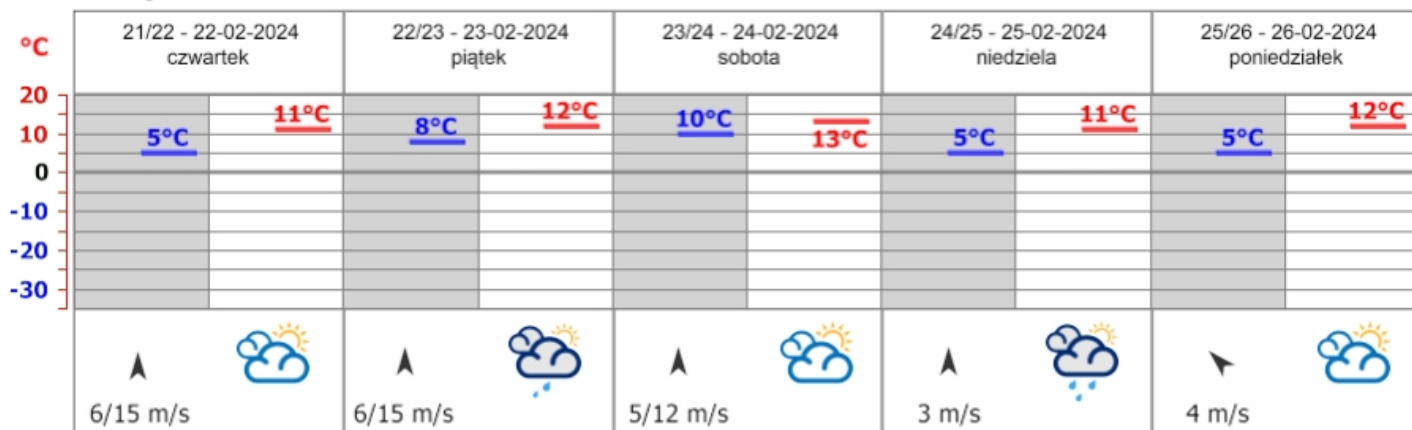 °C
21/22 - 22-02-2024
czwartek
22/23 - 23-02-2024
piątek
23/24 - 24-02-2024
sobota
24/25 - 25-02-2024
niedziela
25/26 - 26-02-2024
poniedziałek
20
10
0
-10
-20
-30
5°C
11°C
8°C
12°C
10°C
13°C
5°C
11°C
5°C
12°C
6/15 m/s
6/15 m/s
5/12 m/s
3 m/s
4 m/s